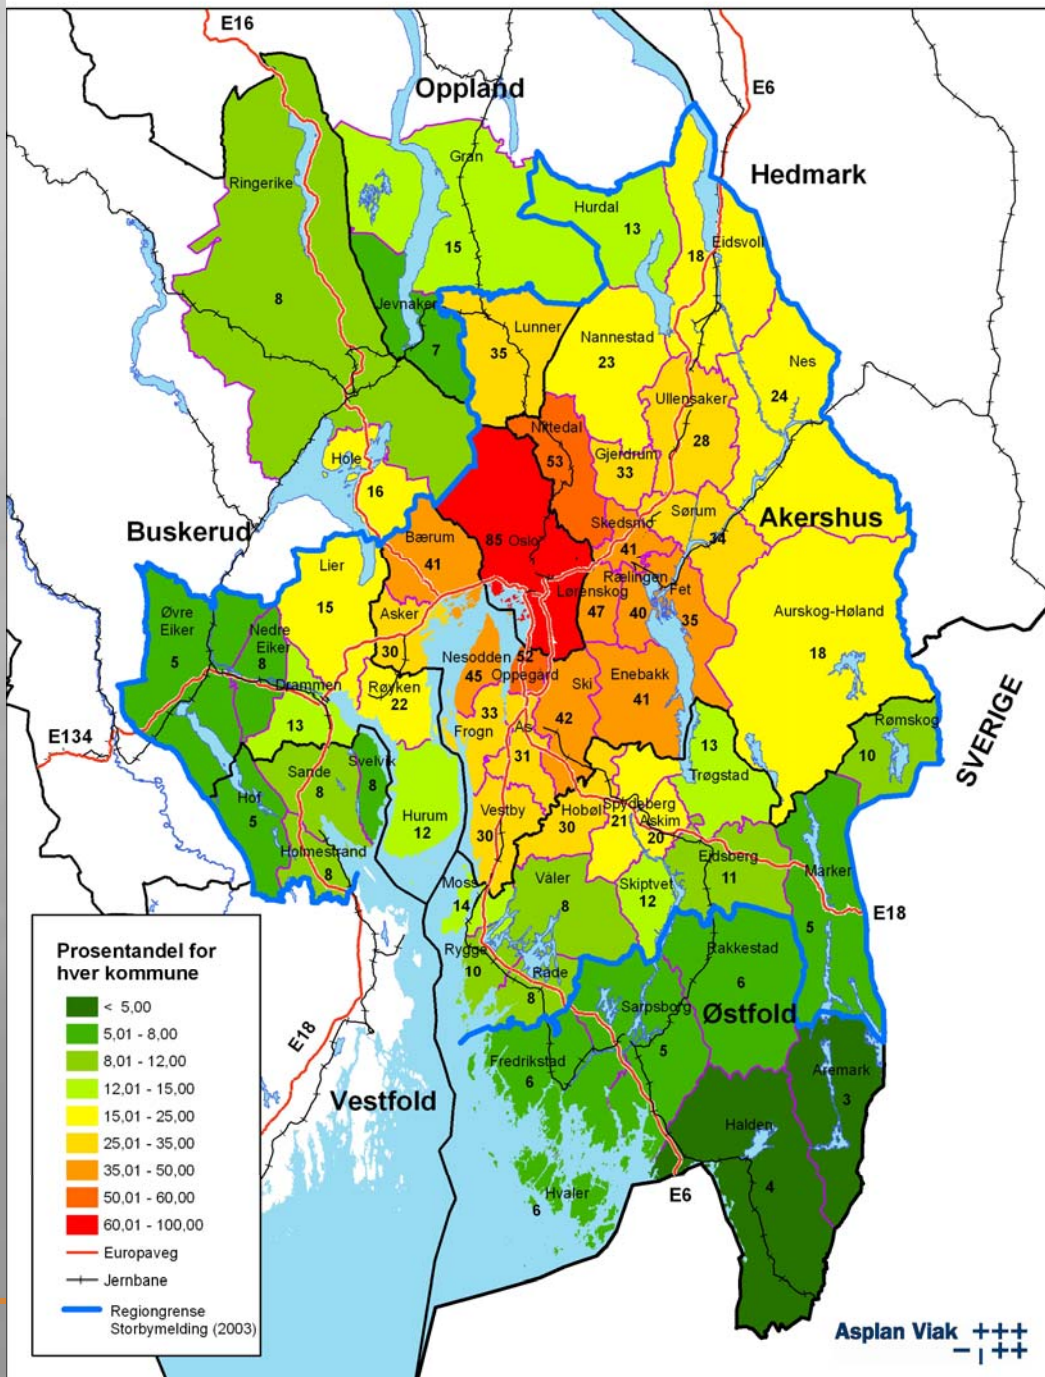 E16
E6
Oppland
Hedmark
Gran
Ringerike
Hurdal
13
15
Eidsvoll
18
8
Jevnaker
7
Lunner
35
Nannestad
23
Nes
24
Ullensaker
28
Nittedal
53
Gjerdrum
33
Hole
16
Buskerud
Akershus
Bærum
41
85 Oslo
Skedsmo
41
Sørum
34
Lier
15
Rælingen
40
Fet
35
Lørenskog
47
Aurskog-Høland
18
Øvre
Eiker
5
Nedre
Eiker
8
Asker
30
Nesodden
45
52
Oppegård
Ski
42
Enebakk
41
Drammen
13
Røyken
22
Frogn
33
Ås
31
E134
SVERIGE
Rømskog
10
Trøgstad
13
Sande
8
Svelvik
8
Hof
5
Hurum
12
Vestby
30
Hobøl
30
Spydeberg
21
Askim
20
Holmestrand
8
Eidsberg
11
Marker
5
Moss
14
Våler
8
Skiptvet
12
E18
Rygge
10
Råde
8
Rakkestad
6
Sarpsborg
5
Østfold
Fredrikstad
6
Aremark
3
Halden
4
Hvaler
6
E6
E18
Vestfold
Prosentandel for
hver kommune
< 5,00
5,01 - 8,00
8,01 - 12,00
12,01 - 15,00
15,01 - 25,00
25,01 - 35,00
35,01 - 50,00
50,01 - 60,00
60,01 - 100,00
Europaveg
Jernbane
Regiongrense
Storbymelding (2003)
Asplan Viak